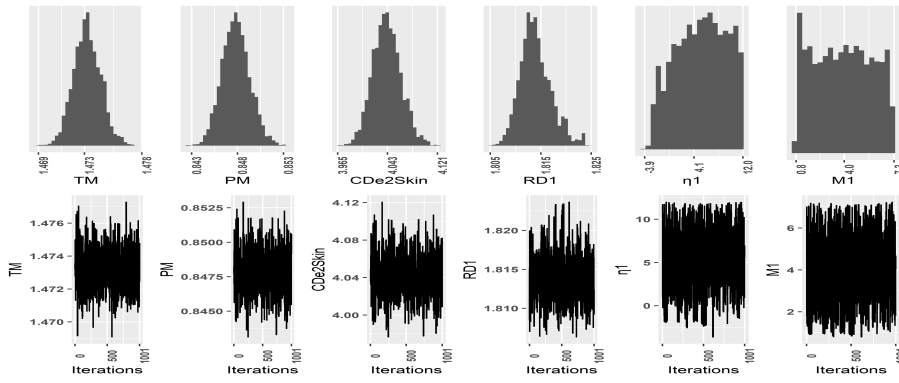 1.469 1.473 1.478
TM
0.843 0.848 0.853
PM
3.965 4.043 4.121
CDe2Skin
1.805 1.815 1.825
RD1
-3.9 4.1 12.0
η1
0.8 4.0
M1
TM
1.476
1.474
1.472
1.470
0 500 1001
Iterations
PM
0.8525
0.8500
0.8475
0.8450
0 500 1001
Iterations
CDe2Skin
4.12
4.08
4.04
4.00
0 500 1001
Iterations
RD1
1.820
1.815
1.810
0 500 1001
Iterations
η1
10
5
0
0 500 1001
Iterations
M1
6
4
2
0 500 1001
Iterations